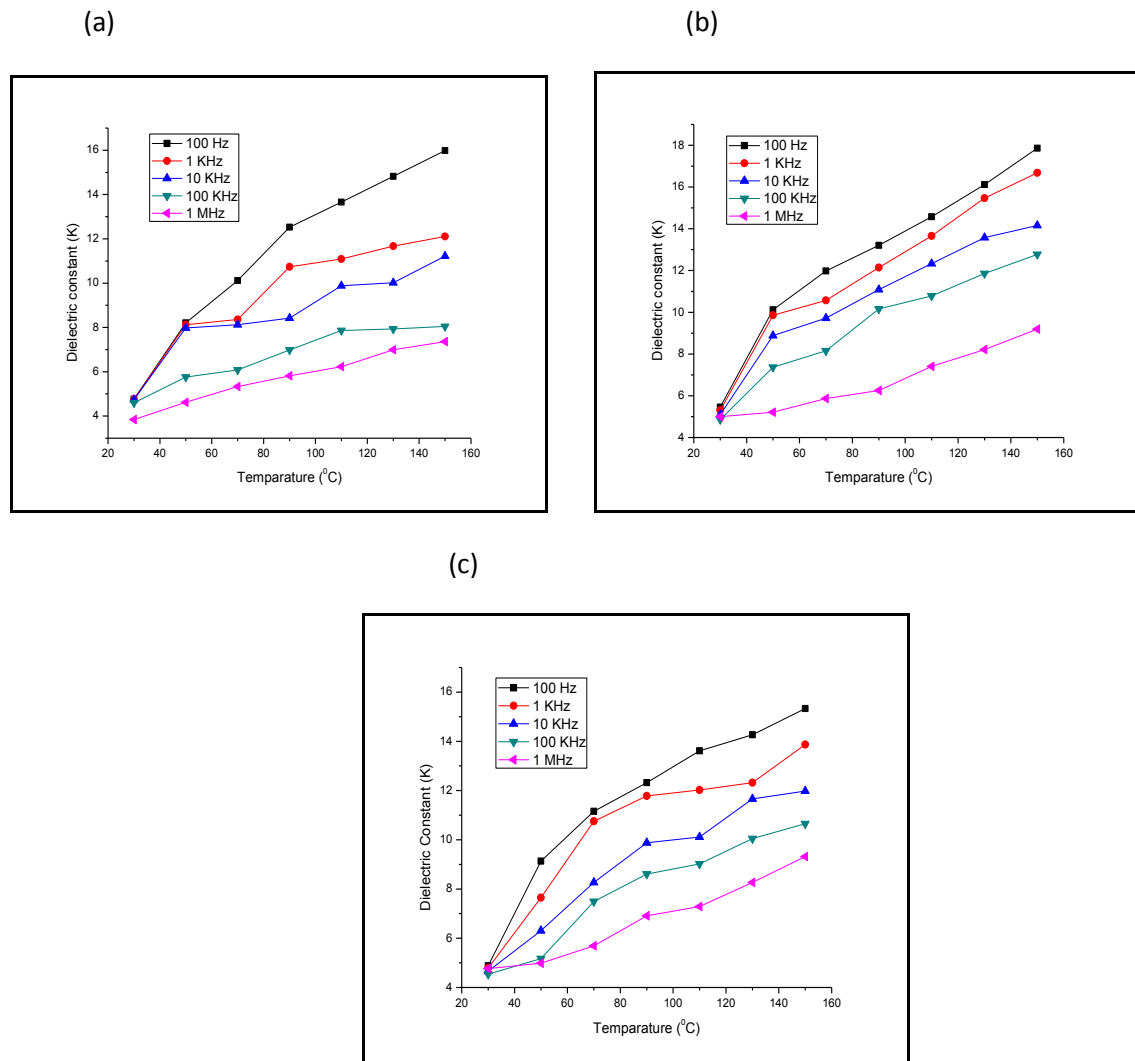 (a)
100 Hz
1 KHz
10 KHz
100 KHz
1 MHz
16
14
12
10
8
6
4
Dielectric constant (K)
20 40 60 80 100 120 140 160
Temparature (⁰C)
(b)
100 Hz
1 KHz
10 KHz
100 KHz
1 MHz
18
16
14
12
10
8
6
4
Dielectric constant (K)
20 40 60 80 100 120 140 160
Temparature (⁰C)
(c)
100 Hz
1 KHz
10 KHz
100 KHz
1 MHz
16
14
12
10
8
6
4
Dielectric Constant (K)
20 40 60 80 100 120 140 160
Temparature (⁰C)